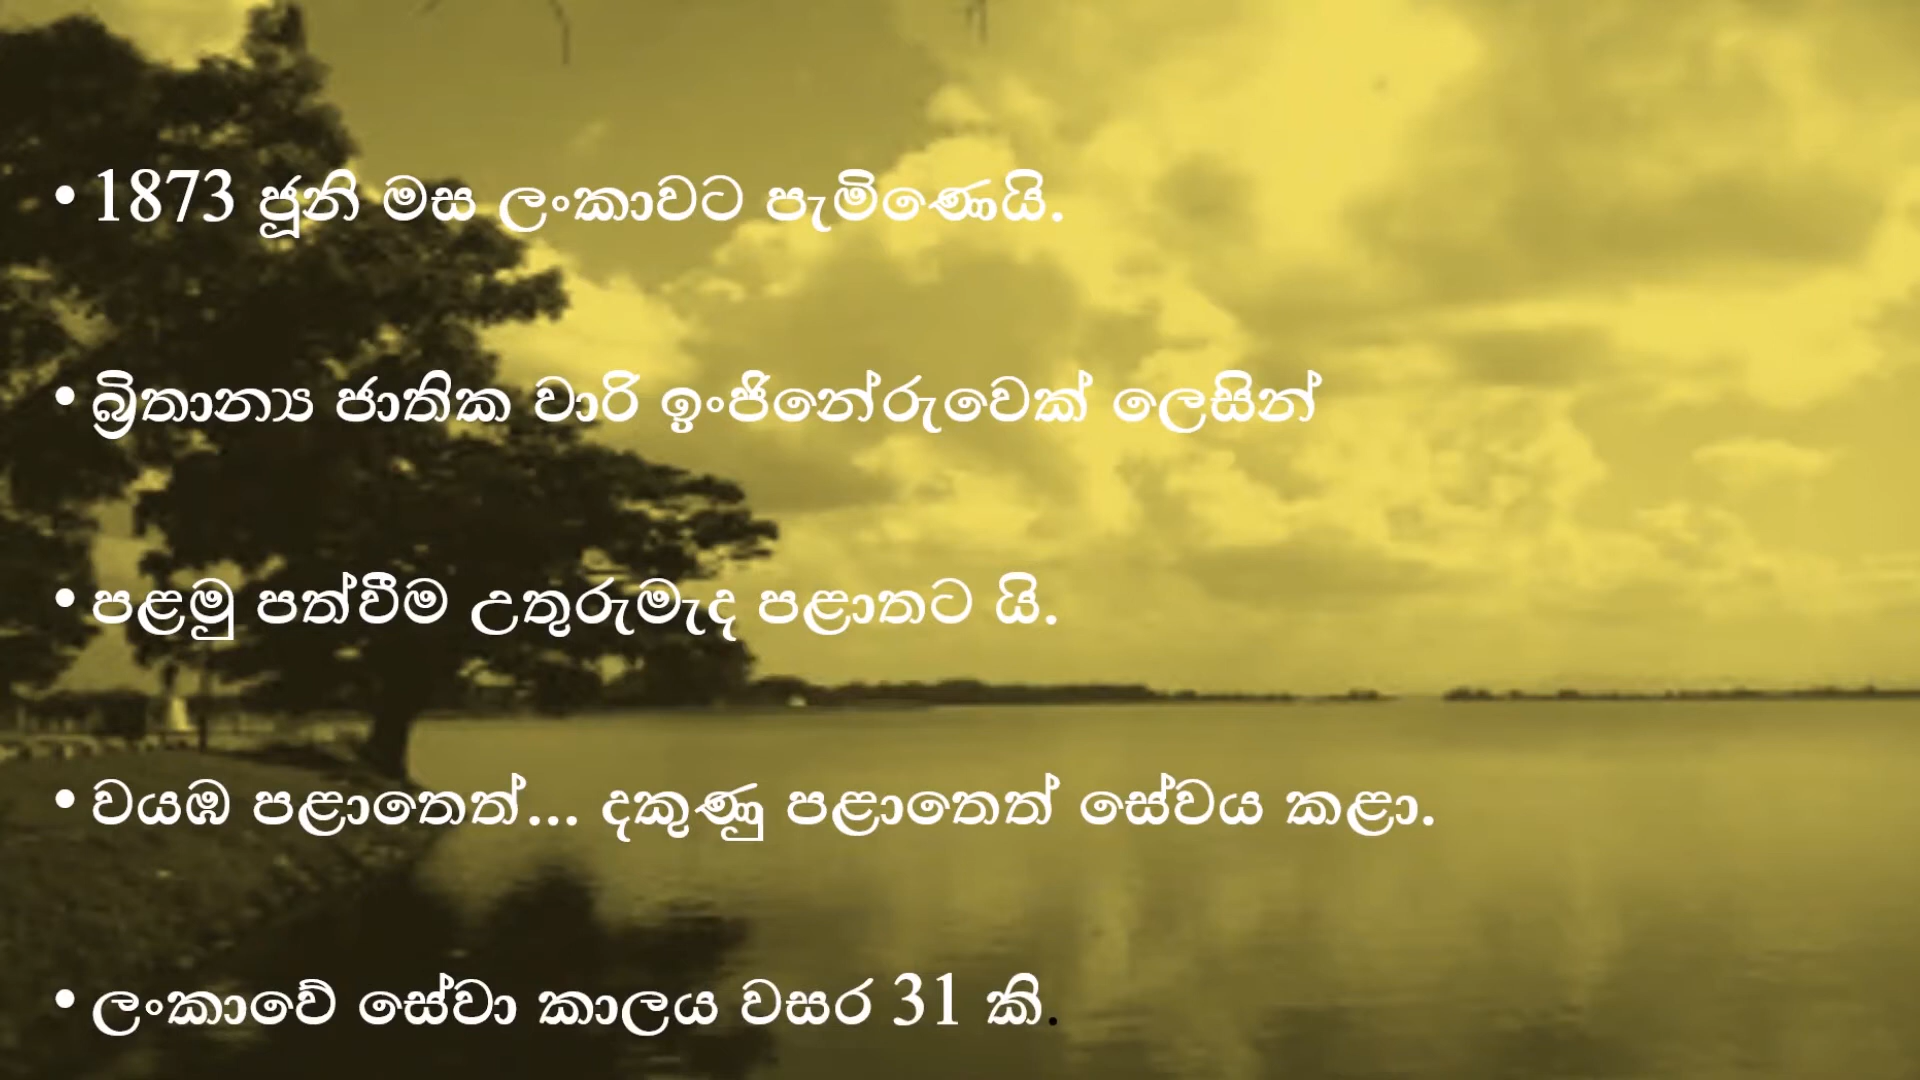 • 1873 ජූනි මස ලංකාවට පැමිණෙයි.
• බ්‍රිතාන්‍ය ජාතික වාරි ඉංජිනේරුවෙක් ලෙසින්
• පළමු පත්වීම උතුරුමැද පළාතට යි.
• වයඹ පළාතෙත්... දකුණු පළාතෙත් සේවය කළා.
• ලංකාවේ සේවා කාලය වසර 31 කි.